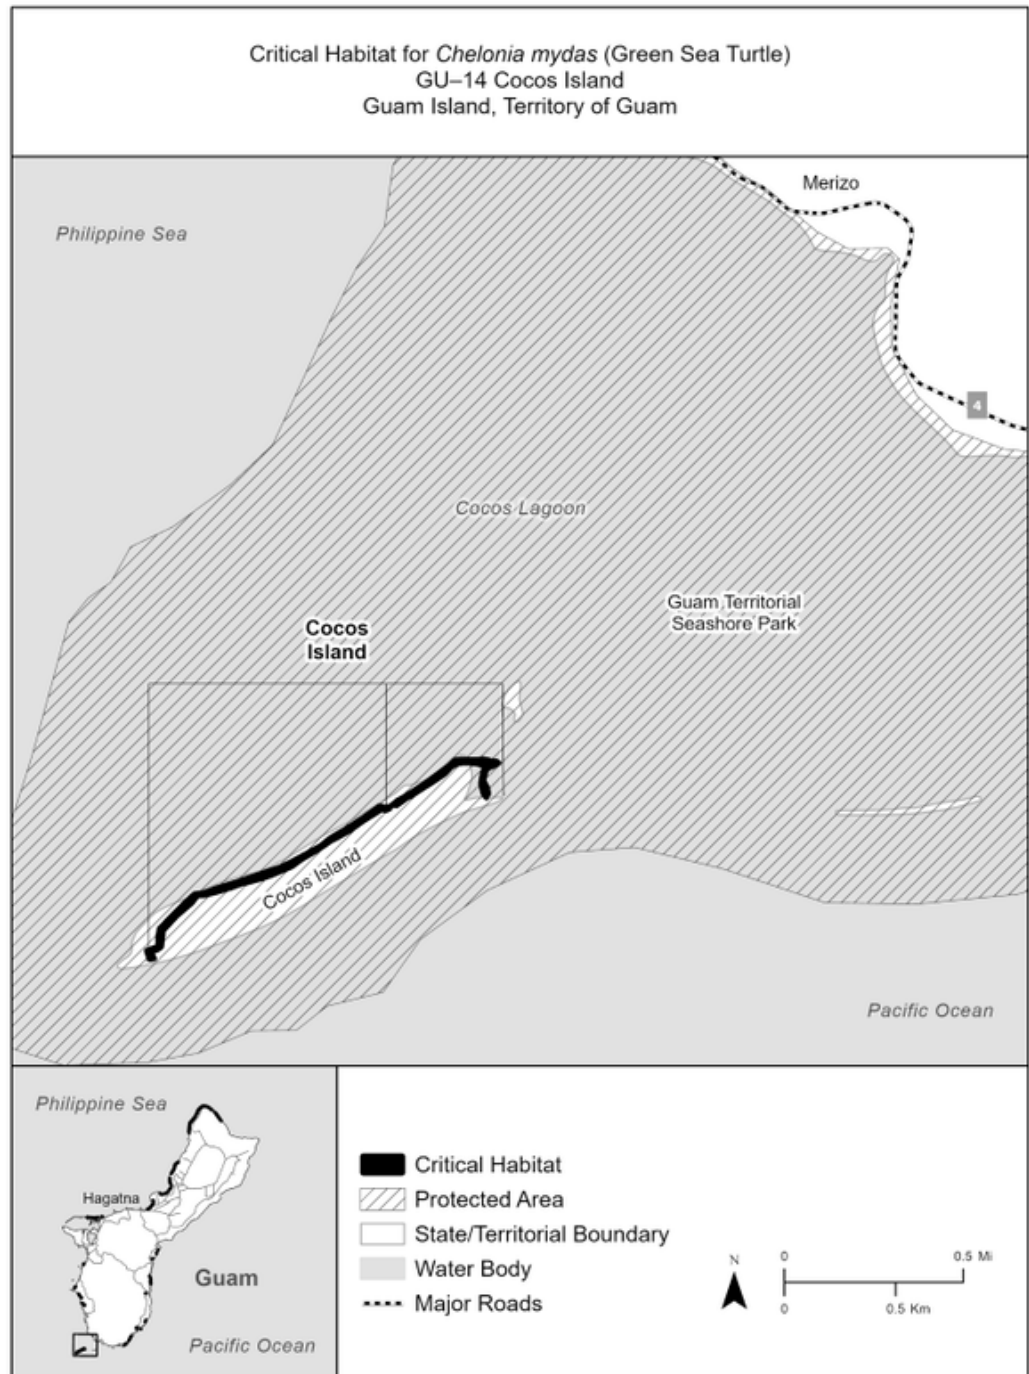 Critical Habitat for Chelonia mydas (Green Sea Turtle)
GU–14 Cocos Island
Guam Island, Territory of Guam
Merizo
Philippine Sea
4
Cocos Lagoon
Guam Territorial
Seashore Park
Cocos
Island
Cocos Island
Pacific Ocean
Philippine Sea
Hagatna
Guam
Pacific Ocean
Critical Habitat
Protected Area
State/Territorial Boundary
Water Body
Major Roads
N
0
0.5 Mi
0
0.5 Km